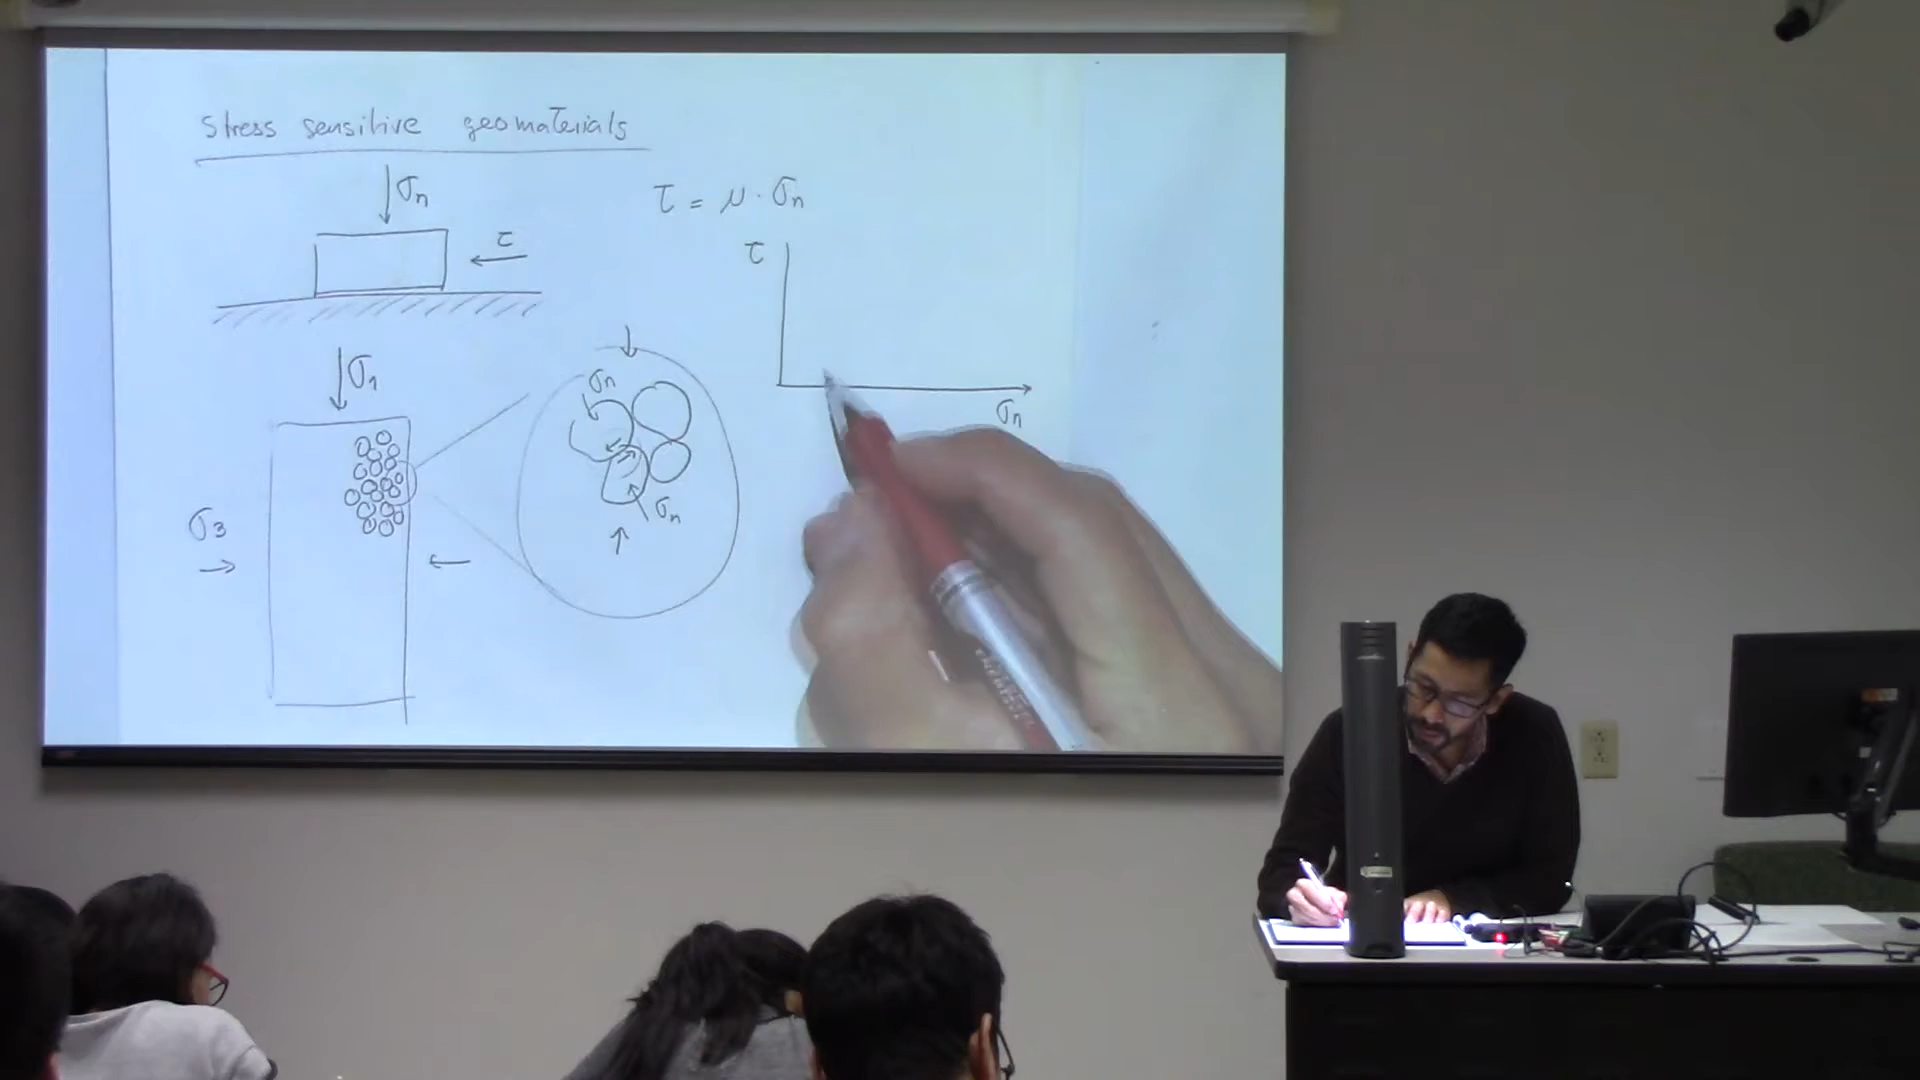 Stress sensitive geomaterials
σn
τ = μ · σn
τ
τ
σ1
σn
σn
σn
σ3